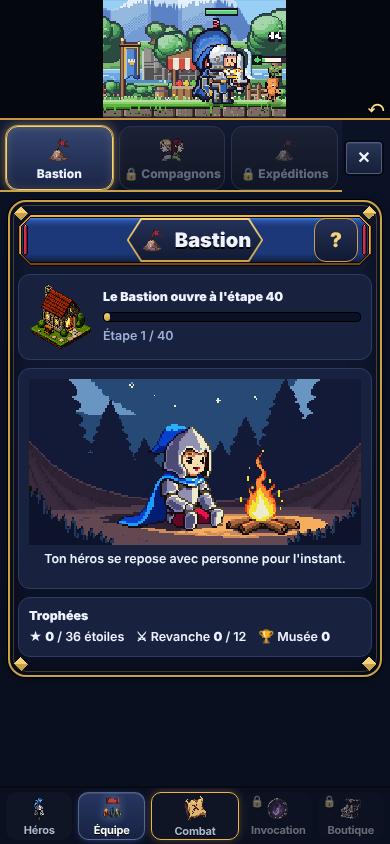 Bastion
Compagnons
Expéditions
Bastion
?
Le Bastion ouvre à l'étape 40
Étape 1 / 40
Ton héros se repose avec personne pour l'instant.
Trophées
★ 0 / 36 étoiles ⚔ Revanche 0 / 12 🏆 Musée 0
Héros
Équipe
Combat
Invocation
Boutique